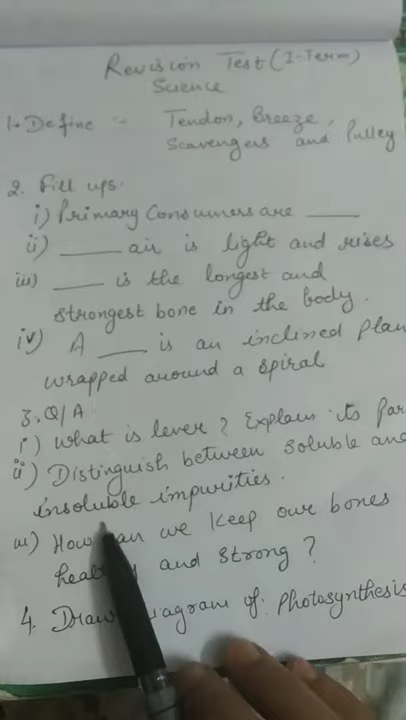 Revision Test (I-Term)
Science
1. Define :- Tendon, Breeze,
Scavengers and Pulley
2. Fill ups:
i) Primary Consumers are ____
ii) ____ air is light and rises
iii) ____ is the longest and
strongest bone in the body.
iv) A ____ is an inclined plan
wrapped around a spiral
3. Q/A
i) What is lever? Explain its par
ii) Distinguish between soluble and
insoluble impurities.
iii) How can we keep our bones
and strong?
4. Draw diagram of photosynthesis